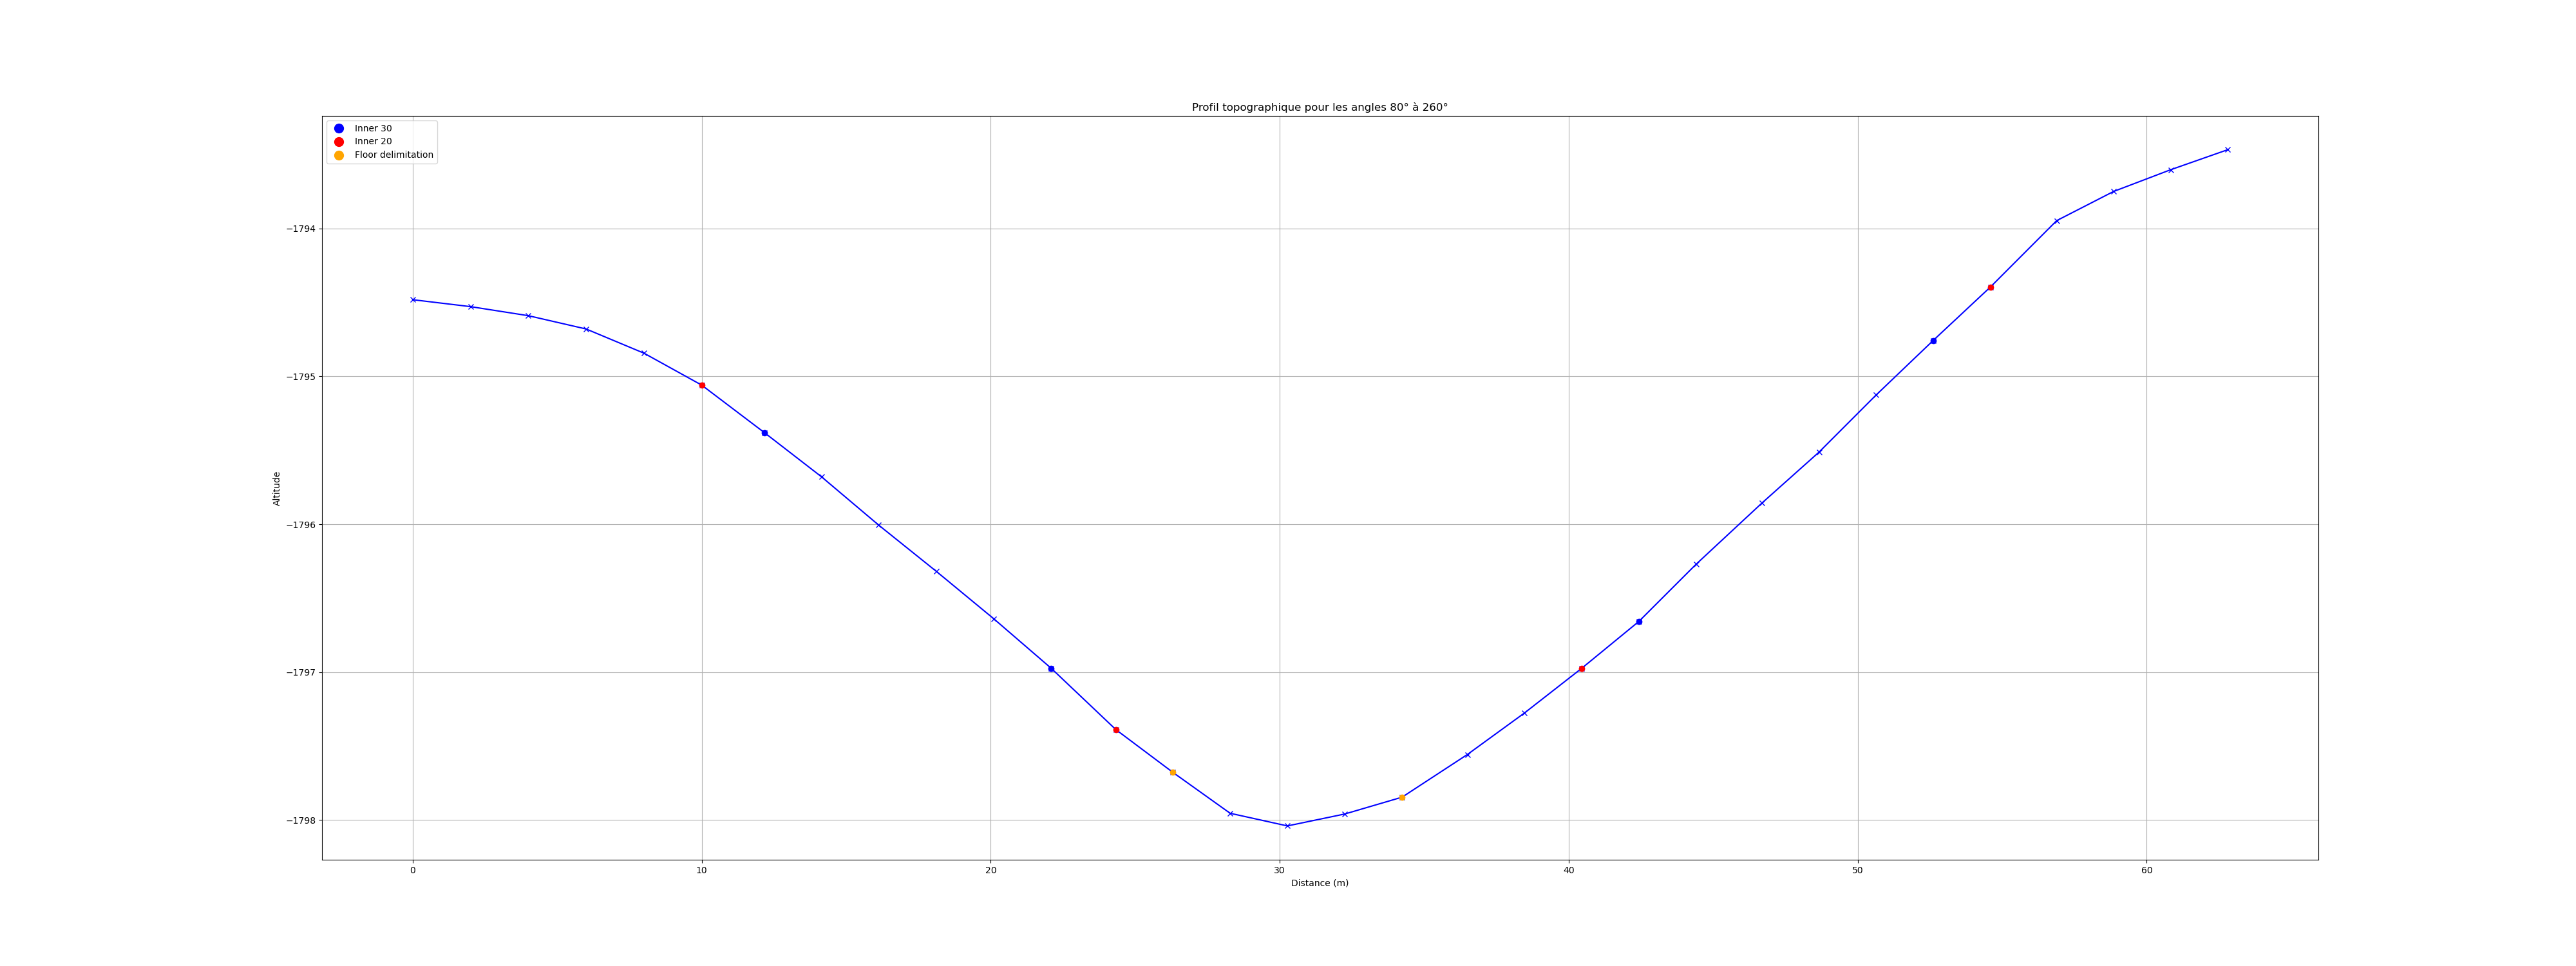 Profil topographique pour les angles 80° à 260°
Inner 30
Inner 20
Floor delimitation
Altitude
−1794
−1795
−1796
−1797
−1798
0 10 20 30 40 50 60
Distance (m)